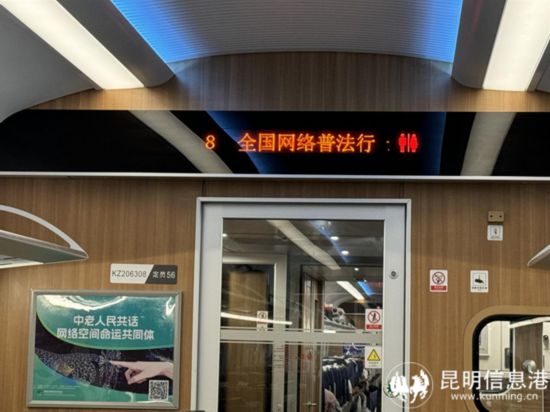 8 全国网络普法行：
KZ206308 定员56
中老人民共话
网络空间命运共同体
昆明信息港
www.kunming.cn